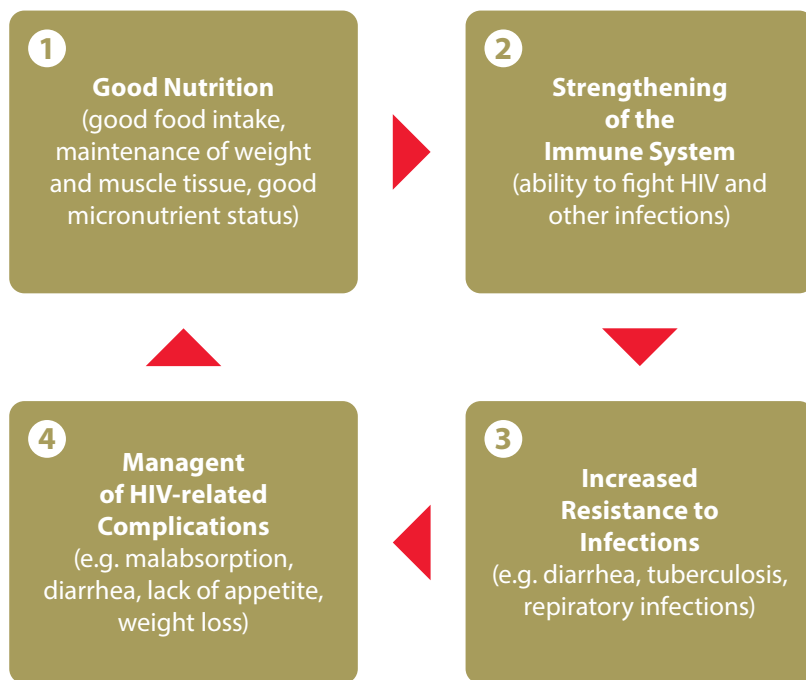 1
Good Nutrition
(good food intake,
maintenance of weight
and muscle tissue, good
micronutrient status)
2
Strengthening
of the
Immune System
(ability to fight HIV and
other infections)
3
Increased
Resistance to
Infections
(e.g. diarrhea, tuberculosis,
repiratory infections)
4
Managent
of HIV-related
Complications
(e.g. malabsorption,
diarrhea, lack of appetite,
weight loss)